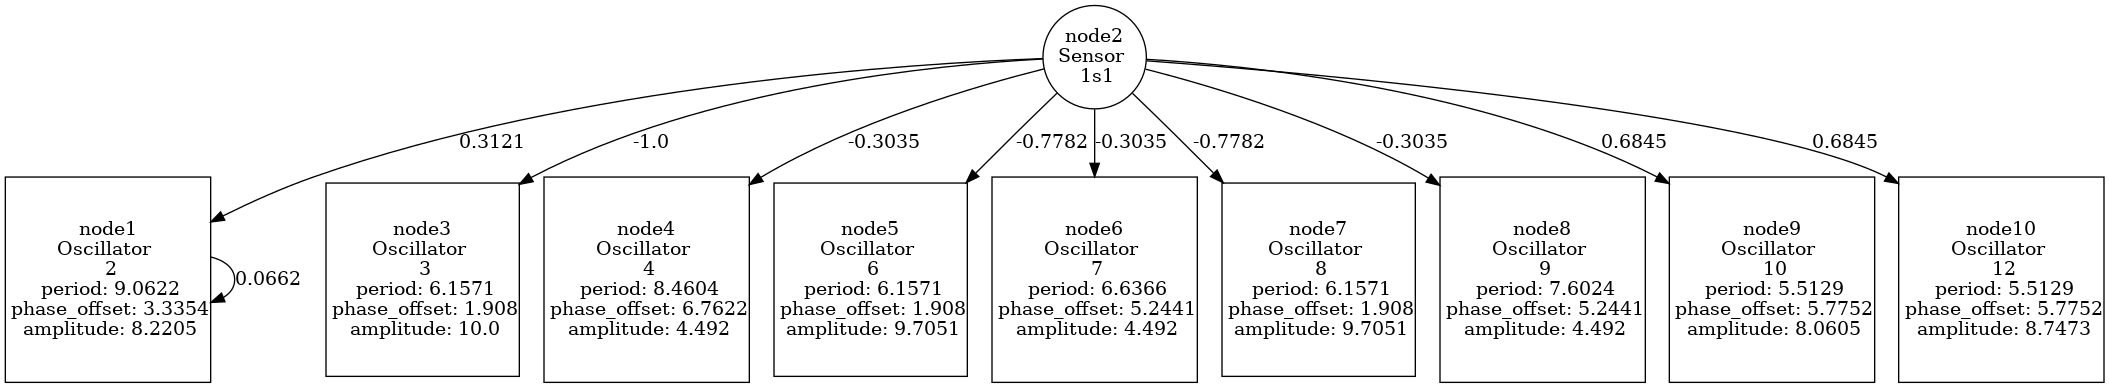 node2
Sensor
1s1
0.3121
-1.0
-0.3035
-0.7782
-0.3035
-0.7782
-0.3035
0.6845
0.6845
node1
Oscillator
2
period: 9.0622
phase_offset: 3.3354
amplitude: 8.2205
0.0662
node3
Oscillator
3
period: 6.1571
phase_offset: 1.908
amplitude: 10.0
node4
Oscillator
4
period: 8.4604
phase_offset: 6.7622
amplitude: 4.492
node5
Oscillator
6
period: 6.1571
phase_offset: 1.908
amplitude: 9.7051
node6
Oscillator
7
period: 6.6366
phase_offset: 5.2441
amplitude: 4.492
node7
Oscillator
8
period: 6.1571
phase_offset: 1.908
amplitude: 9.7051
node8
Oscillator
9
period: 7.6024
phase_offset: 5.2441
amplitude: 4.492
node9
Oscillator
10
period: 5.5129
phase_offset: 5.7752
amplitude: 8.0605
node10
Oscillator
12
period: 5.5129
phase_offset: 5.7752
amplitude: 8.7473